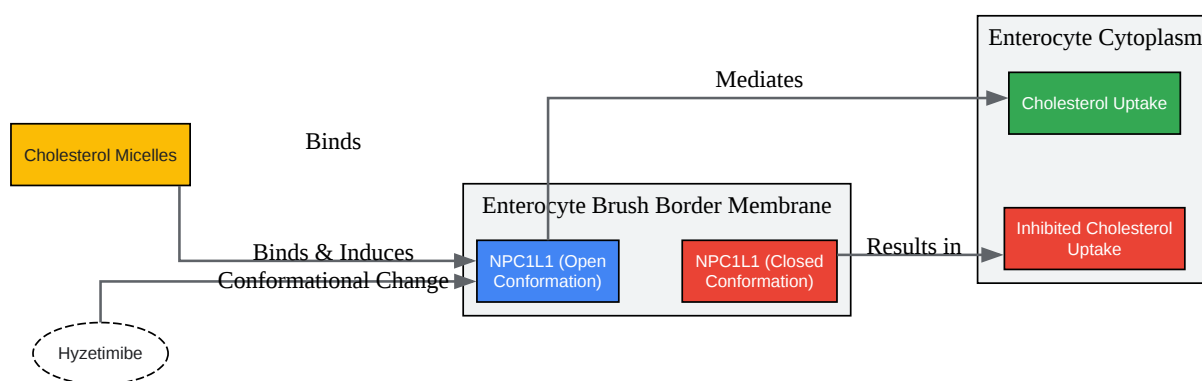 Enterocyte Cytoplasm
Mediates
Cholesterol Uptake
Binds
Cholesterol Micelles
Enterocyte Brush Border Membrane
Inhibited Cholesterol
Uptake
Results in
Binds & Induces
Conformational Change
NPC1L1 (Open
Conformation)
NPC1L1 (Closed
Conformation)
Hyzetimibe